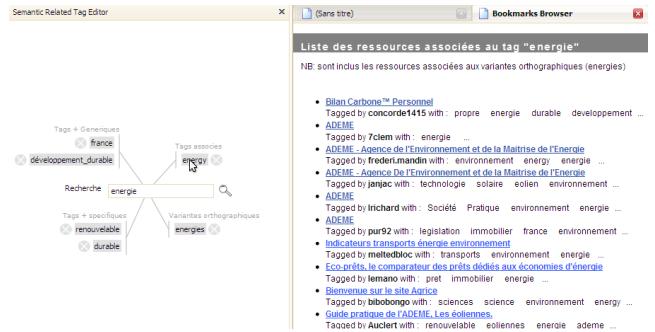 Semantic Related Tag Editor
Tags + Generiques
france
développement_durable
Tags associes
energy
Recherche energie
Tags + specifiques
renouvelable
durable
Variantes orthographiques
energies
(Sans titre)
Bookmarks Browser
Liste des ressources associées au tag "energie"
NB: sont inclus les ressources associées aux variantes orthographiques (energies)
Bilan Carbone™ Personnel
Tagged by concorde1415 with : propre energie durable developpement ...
ADEME
Tagged by 7clem with : energie ...
ADEME - Agence de l'Environnement et de la Maitrise de l'Energie
Tagged by frederi.mandin with : environnement energy energie ...
ADEME - Agence De l'Environnement et de la Maitrise de l'Energie
Tagged by janjac with : technologie solaire eolien environnement ...
ADEME
Tagged by lrichard with : Société Pratique environnement energie ...
ADEME
Tagged by pur92 with : legislation immobilier france environnement ...
Indicateurs transports énergie environnement
Tagged by meltedbloc with : transports environnement energie ...
Eco-prêts, le comparateur des prêts dédiés aux économies d'énergie
Tagged by lemano with : pret immobilier energie ...
Bienvenue sur le site Agrice
Tagged by bibobongo with : sciences science environnement energy ...
Guide pratique de l'ADEME, Les éoliennes.
Tagged by Auclert with : renouvelable eoliennes energie ademe ...